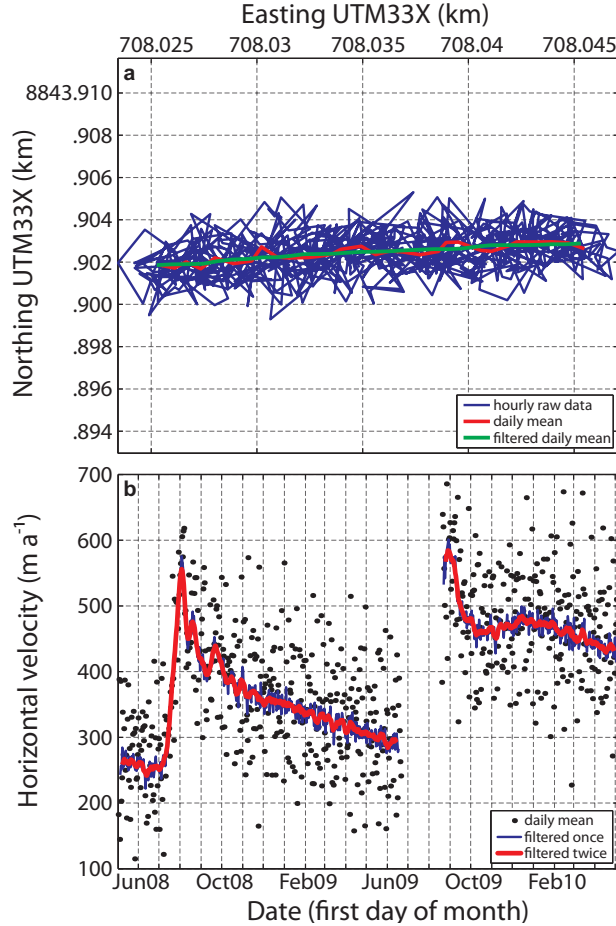 Easting UTM33X (km)
708.025 708.03 708.035 708.04 708.045
a
Northing UTM33X (km)
8843.910
.908
.906
.904
.902
.900
.898
.896
.894
hourly raw data
daily mean
filtered daily mean
b
Horizontal velocity (m a⁻¹)
700
600
500
400
300
200
100
daily mean
filtered once
filtered twice
Jun08 Oct08 Feb09 Jun09 Oct09 Feb10
Date (first day of month)